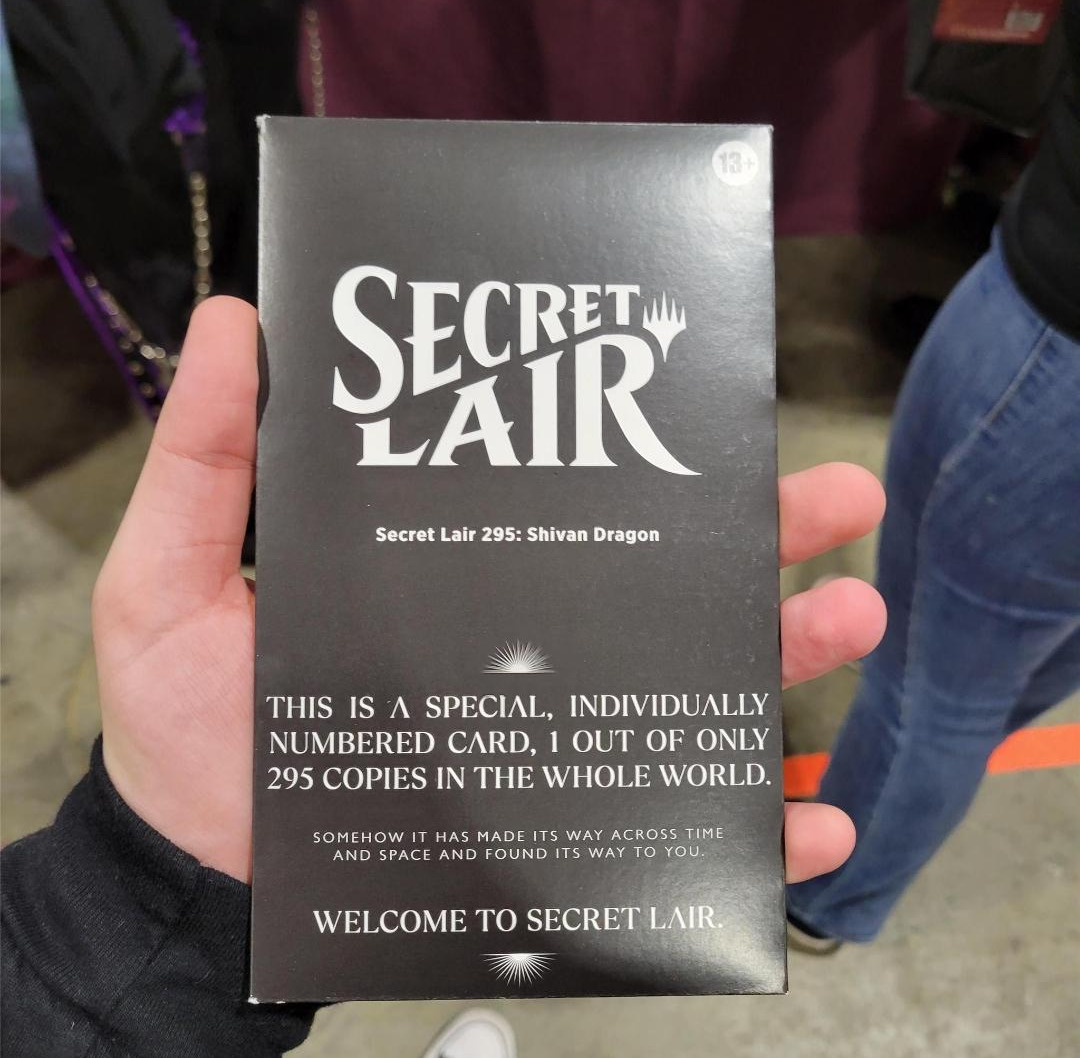 13+
SECRET
LAIR
Secret Lair 295: Shivan Dragon
THIS IS A SPECIAL, INDIVIDUALLY
NUMBERED CARD, 1 OUT OF ONLY
295 COPIES IN THE WHOLE WORLD.
SOMEHOW IT HAS MADE ITS WAY ACROSS TIME
AND SPACE AND FOUND ITS WAY TO YOU.
WELCOME TO SECRET LAIR.